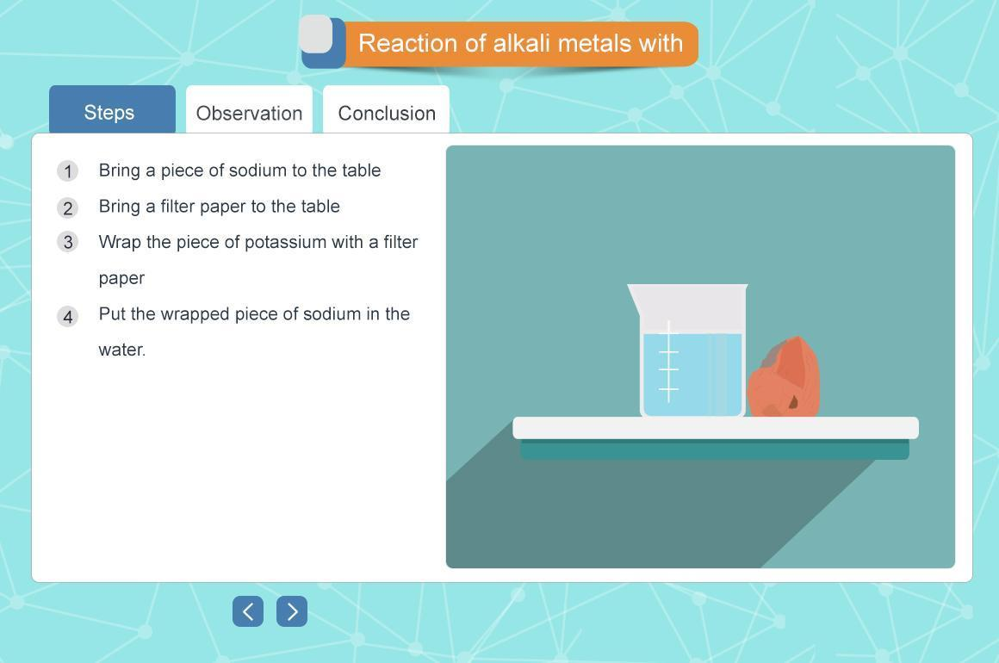 Reaction of alkali metals with
Steps
Observation
Conclusion
1 Bring a piece of sodium to the table
2 Bring a filter paper to the table
3 Wrap the piece of potassium with a filter
paper
4 Put the wrapped piece of sodium in the
water.